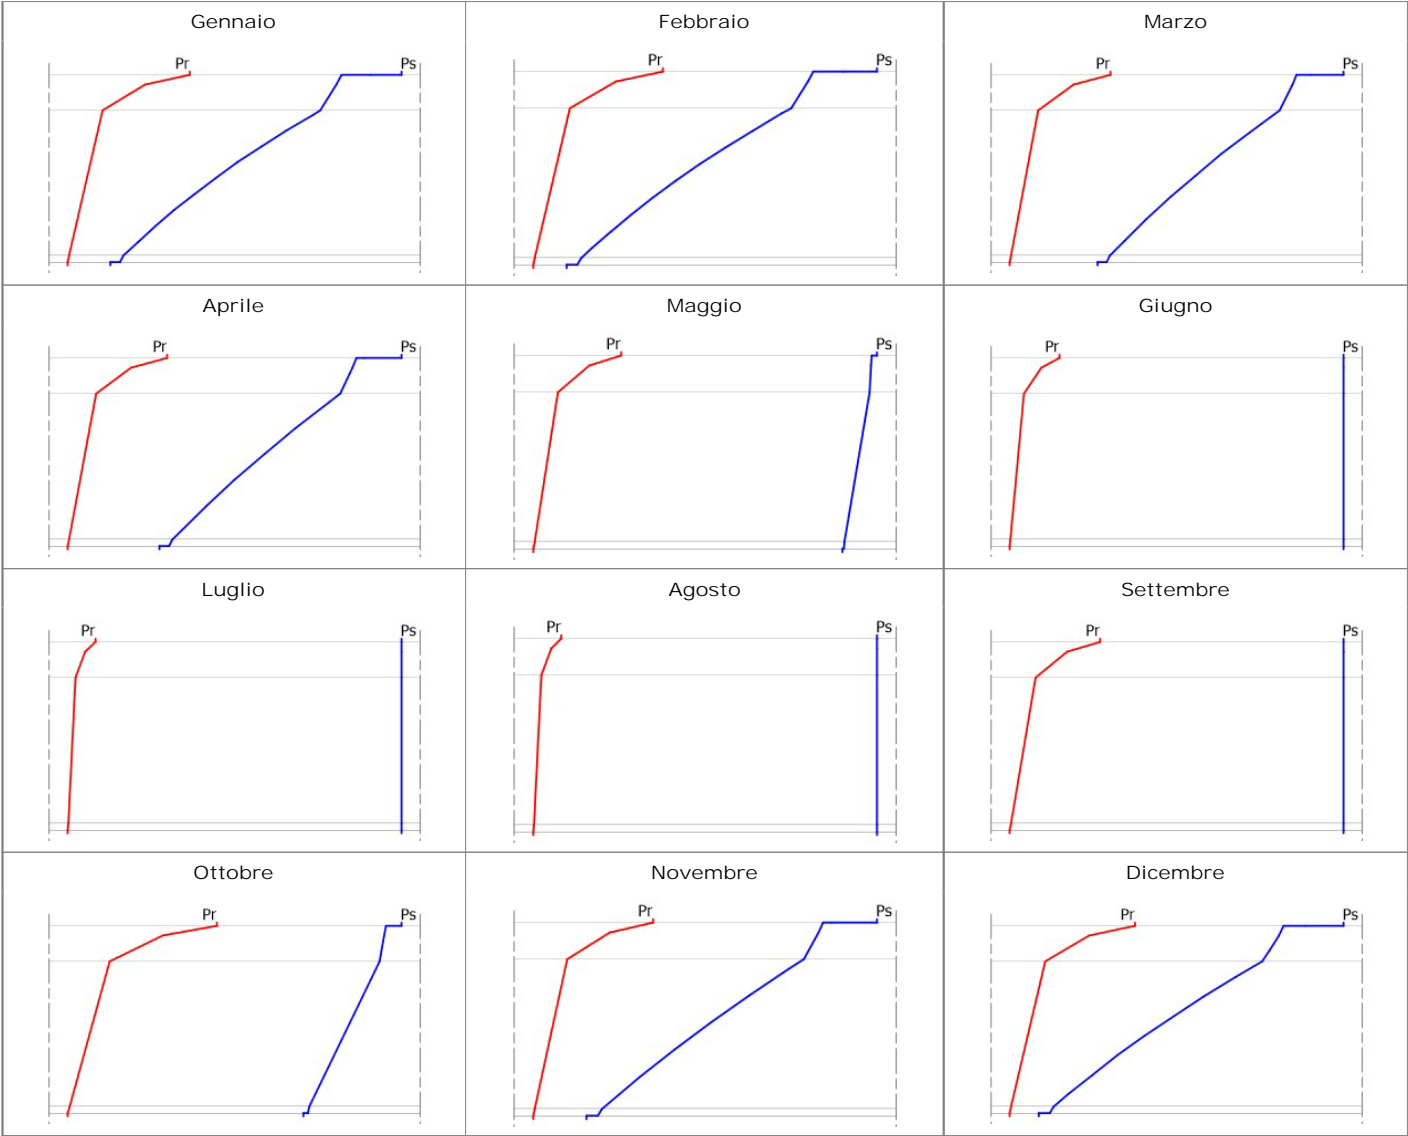 Gennaio
Febbraio
Marzo
Pr
Ps
Pr
Ps
Pr
Ps
Aprile
Maggio
Giugno
Pr
Ps
Pr
Ps
Pr
Ps
Luglio
Agosto
Settembre
Pr
Ps
Pr
Ps
Pr
Ps
Ottobre
Novembre
Dicembre
Pr
Ps
Pr
Ps
Pr
Ps